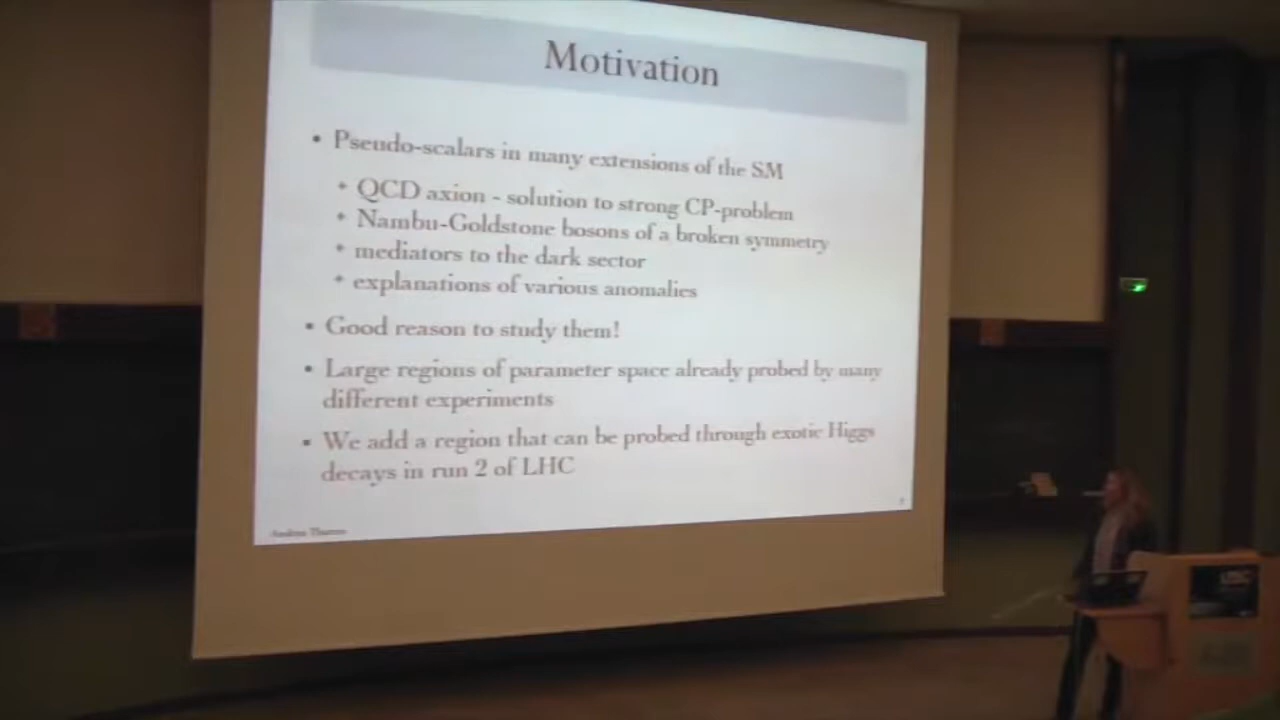 Motivation
• Pseudo-scalars in many extensions of the SM
* QCD axion - solution to strong CP-problem
* Nambu-Goldstone bosons of a broken symmetry
* mediators to the dark sector
* explanations of various anomalies
• Good reason to study them!
• Large regions of parameter space already probed by many
different experiments
• We add a region that can be probed through exotic Higgs
decays in run 2 of LHC
Andrea